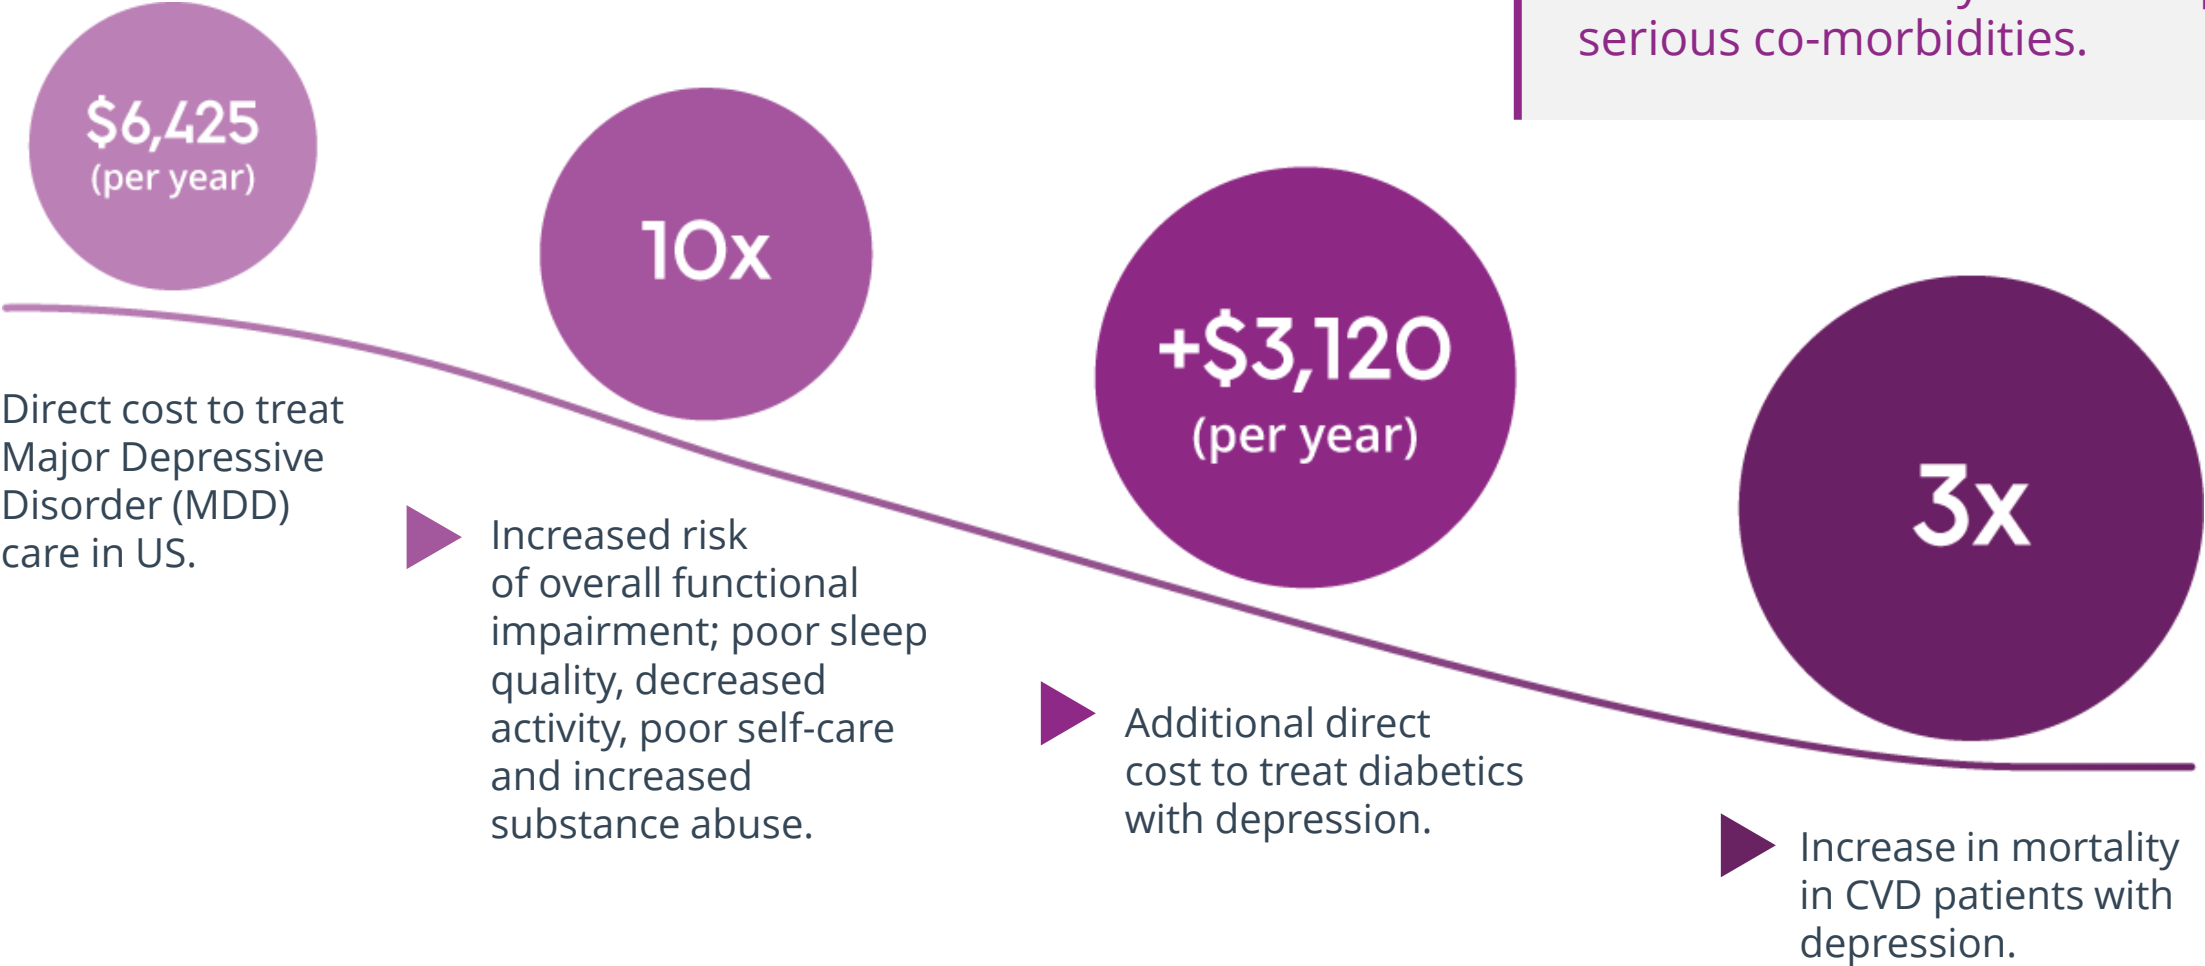 serious co-morbidities.
$6,425
(per year)
Direct cost to treat
Major Depressive
Disorder (MDD)
care in US.
10x
Increased risk
of overall functional
impairment; poor sleep
quality, decreased
activity, poor self-care
and increased
substance abuse.
+$3,120
(per year)
Additional direct
cost to treat diabetics
with depression.
3x
Increase in mortality
in CVD patients with
depression.